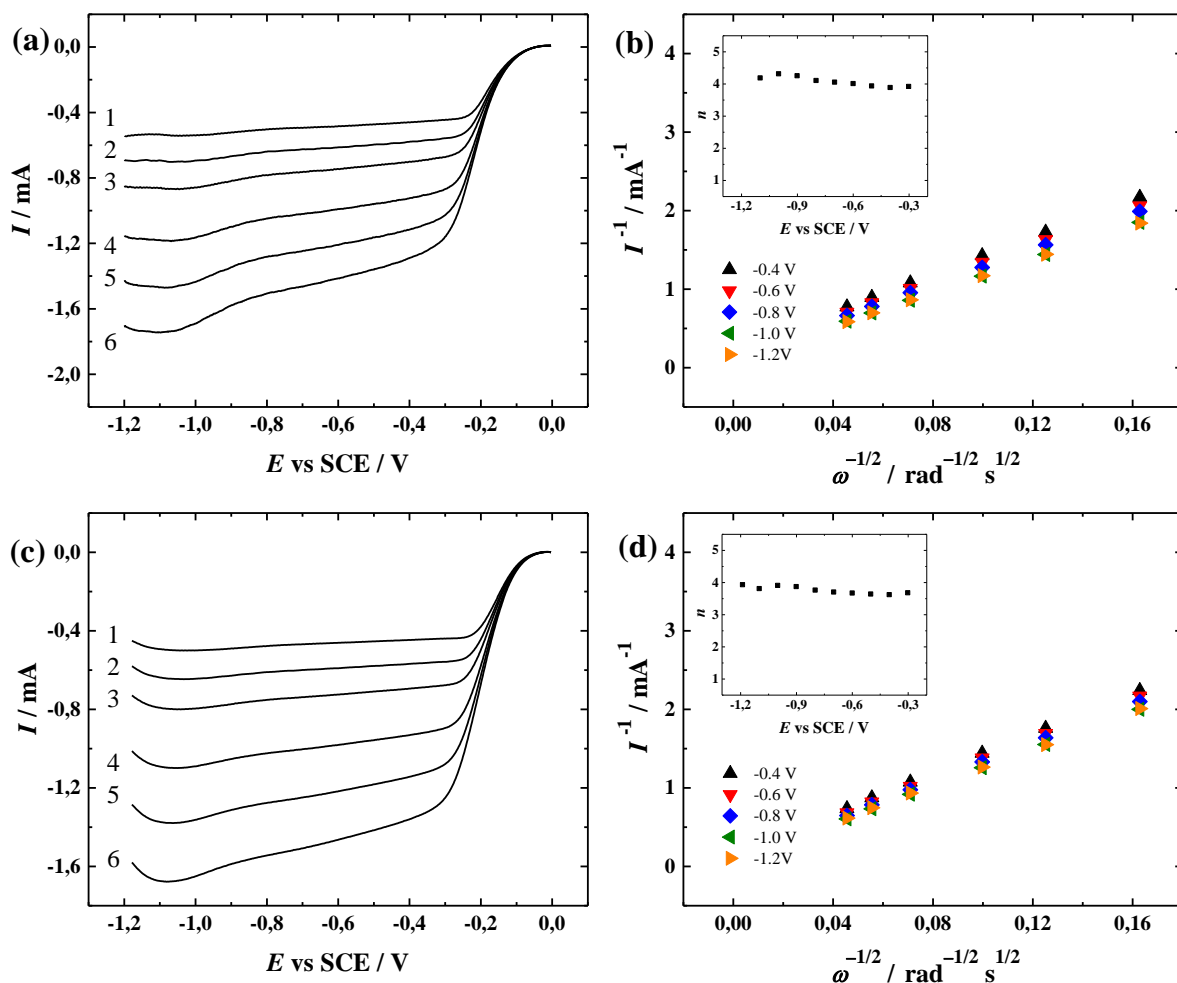 (a)
0,0
-0,4
-0,8
-1,2
-1,6
-2,0
I / mA
1
2
3
4
5
6
-1,2 -1,0 -0,8 -0,6 -0,4 -0,2 0,0
E vs SCE / V
(b)
4
3
2
1
0
I⁻¹ / mA⁻¹
5
4
3
2
1
n
-1,2 -0,9 -0,6 -0,3
E vs SCE / V
-0.4 V
-0.6 V
-0.8 V
-1.0 V
-1.2V
0,00 0,04 0,08 0,12 0,16
ω⁻¹/² / rad⁻¹/² s¹/²
(c)
0,0
-0,4
-0,8
-1,2
-1,6
I / mA
1
2
3
4
5
6
-1,2 -1,0 -0,8 -0,6 -0,4 -0,2 0,0
E vs SCE / V
(d)
4
3
2
1
0
I⁻¹ / mA⁻¹
5
4
3
2
1
n
-1,2 -0,9 -0,6 -0,3
E vs SCE / V
-0.4 V
-0.6 V
-0.8 V
-1.0 V
-1.2V
0,00 0,04 0,08 0,12 0,16
ω⁻¹/² / rad⁻¹/² s¹/²